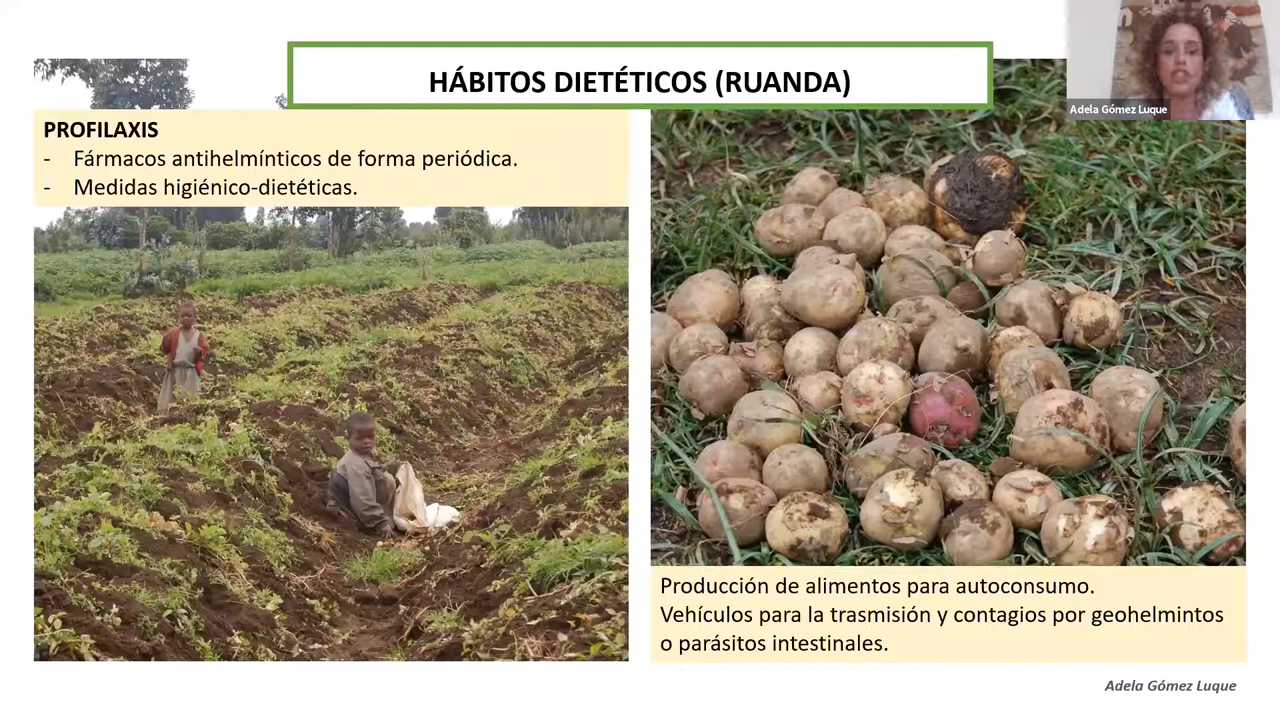 HÁBITOS DIETÉTICOS (RUANDA)
Adela Gómez Luque
PROFILAXIS
- Fármacos antihelmínticos de forma periódica.
- Medidas higiénico-dietéticas.
Producción de alimentos para autoconsumo.
Vehículos para la trasmisión y contagios por geohelmintos
o parásitos intestinales.
Adela Gómez Luque